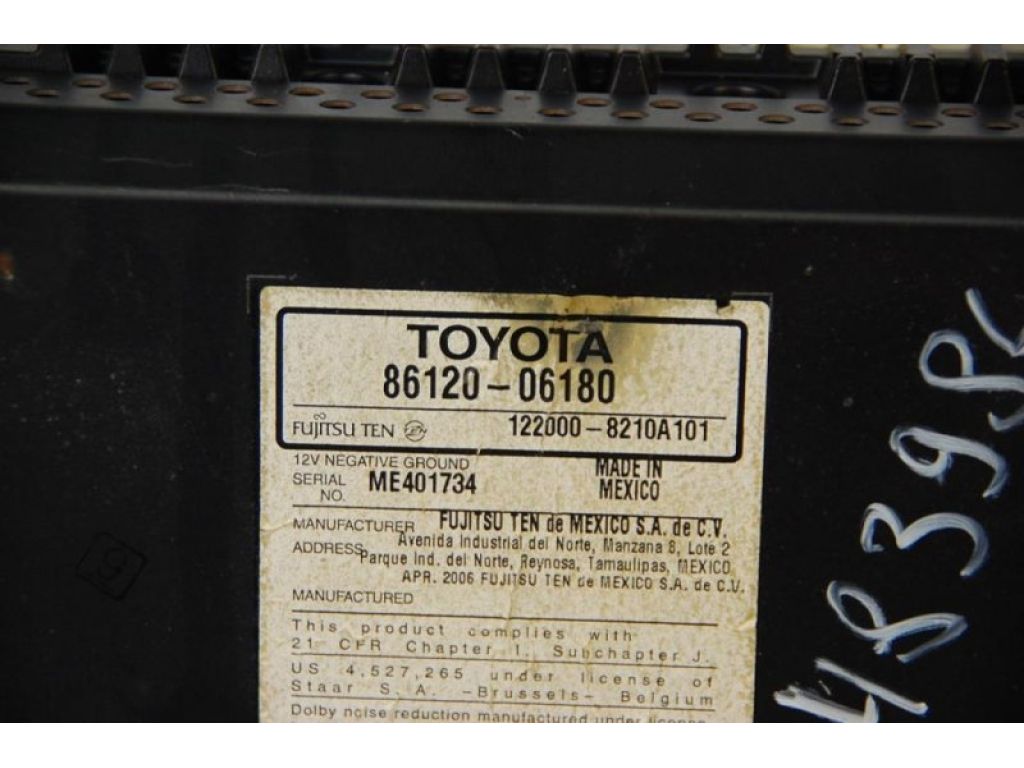 TOYOTA
86120-06180
FUJITSU TEN TEN 122000-8210A101
12V NEGATIVE GROUND
SERIAL NO. ME401734
MADE IN MEXICO
MANUFACTURER FUJITSU TEN de MEXICO S.A. de C.V.
ADDRESS Avenida Industrial del Norte, Manzana 8, Lote 2
Parque Ind. del Norte, Reynosa, Tamaulipas, MEXICO
APR. 2006 FUJITSU TEN de MEXICO S.A. de C.V.
MANUFACTURED
This product complies with
21 CFR Chapter I, Subchapter J.
US 4,527,265 under license of
Staar S.A. -Brussels- Belgium
Dolby noise reduction manufactured under license
9